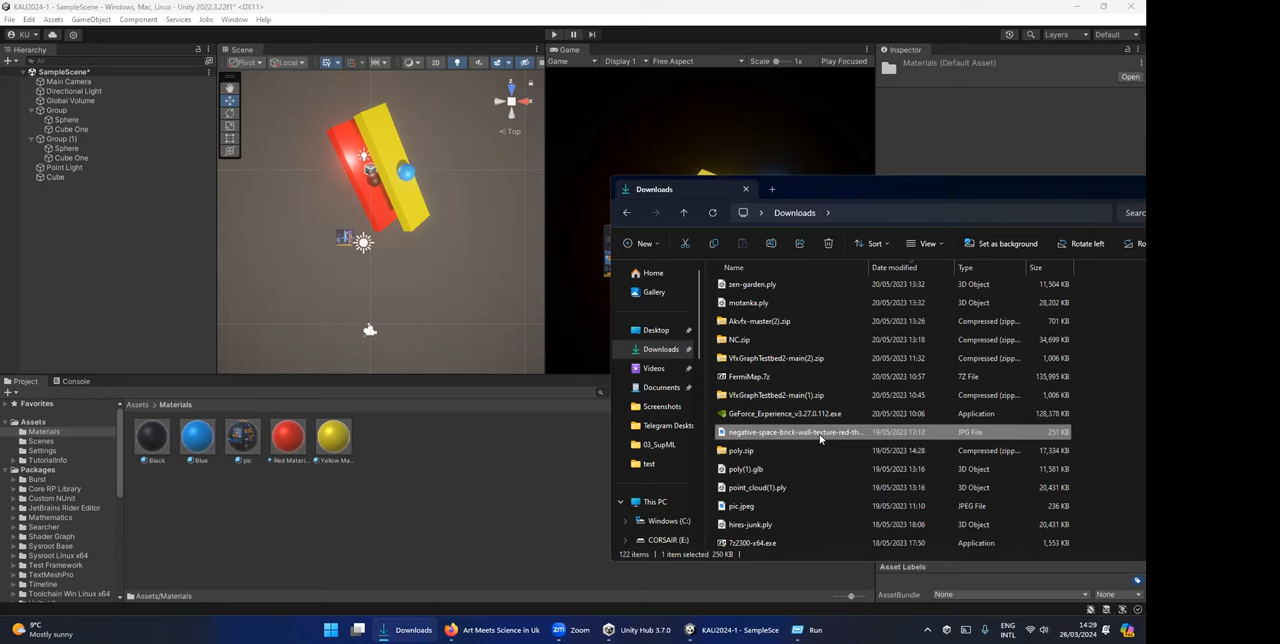 KAU2024-1 - SampleScene - Windows, Mac, Linux - Unity 2022.3.22f1* <DX11>
File Edit Assets GameObject Component Services Jobs Window Help
KU
Layers Default
Hierarchy
All
SampleScene*
Main Camera
Directional Light
Global Volume
Group
Sphere
Cube One
Group (1)
Sphere
Cube One
Point Light
Cube
Scene
Pivot Local
2D
Z
Top
Game
Game Display 1 Free Aspect Scale 1x Play Focused
Inspector
Materials (Default Asset)
Open
Downloads
Downloads
Searc
New Sort View Set as background Rotate left Ro
Home
Gallery
Desktop
Downloads
Videos
Documents
Screenshots
Telegram Deskto
03_SupML
test
This PC
Windows (C:)
CORSAIR (E:)
Name Date modified Type Size
zen-garden.ply 20/05/2023 13:32 3D Object 11,504 KB
motanka.ply 20/05/2023 13:32 3D Object 28,202 KB
Akvfx-master(2).zip 20/05/2023 13:26 Compressed (zipp... 701 KB
NC.zip 20/05/2023 13:18 Compressed (zipp... 34,699 KB
VfxGraphTestbed2-main(2).zip 20/05/2023 11:32 Compressed (zipp... 1,006 KB
FermiMap.7z 20/05/2023 10:57 7Z File 135,995 KB
VfxGraphTestbed2-main(1).zip 20/05/2023 10:45 Compressed (zipp... 1,006 KB
GeForce_Experience_v3.27.0.112.exe 20/05/2023 10:06 Application 128,378 KB
negative-space-brick-wall-texture-red-th... 19/05/2023 17:12 JPG File 251 KB
poly.zip 19/05/2023 14:28 Compressed (zipp... 17,334 KB
poly(1).glb 19/05/2023 13:16 3D Object 11,581 KB
point_cloud(1).ply 19/05/2023 13:16 3D Object 20,431 KB
pic.jpeg 19/05/2023 11:10 JPEG File 236 KB
hires-junk.ply 18/05/2023 18:06 3D Object 20,431 KB
7z2300-x64.exe 18/05/2023 17:50 Application 1,553 KB
122 items 1 item selected 250 KB
Project Console
Favorites
Assets
Materials
Scenes
Settings
TutorialInfo
Packages
Burst
Core RP Library
Custom NUnit
JetBrains Rider Editor
Mathematics
Searcher
Shader Graph
Sysroot Base
Sysroot Linux x64
Test Framework
TextMeshPro
Timeline
Toolchain Win Linux x64
Assets > Materials
Black Blue pic Red Materi... Yellow Ma...
Assets/Materials
Asset Labels
AssetBundle None None
9°C
Mostly sunny
Downloads Art Meets Science in Uk Unity Hub 3.7.0 Zoom KAU2024-1 - SampleSce Run
ENG
INTL
14:29
26/03/2024